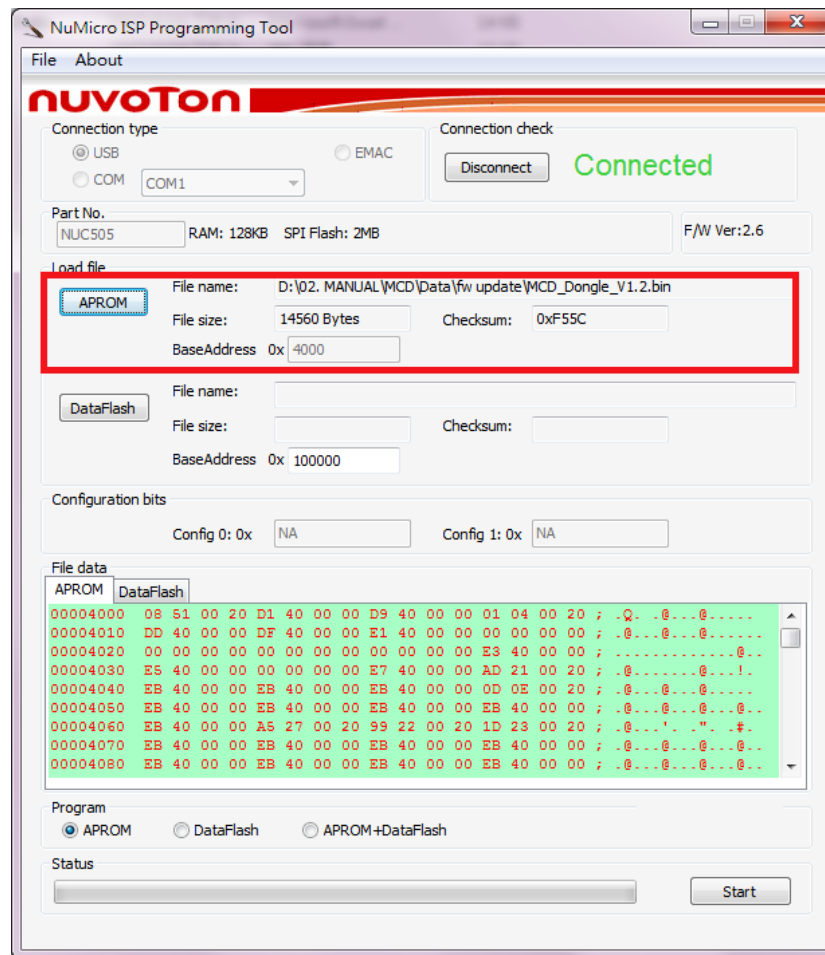 NuMicro ISP Programming Tool
File About
nuvoTon
Connection type
USB
EMAC
COM COM1
Connection check
Disconnect Connected
Part No.
NUC505 RAM: 128KB SPI Flash: 2MB
F/W Ver:2.6
Load file
APROM
File name: D:\02. MANUAL\MCD\Data\fw update\MCD_Dongle_V1.2.bin
File size: 14560 Bytes Checksum: 0xF55C
BaseAddress 0x 4000
DataFlash
File name:
File size: Checksum:
BaseAddress 0x 100000
Configuration bits
Config 0: 0x NA Config 1: 0x NA
File data
APROM DataFlash
00004000 08 51 00 20 D1 40 00 00 D9 40 00 00 01 04 00 20 ; .Q. .@...@.....
00004010 DD 40 00 00 DF 40 00 00 E1 40 00 00 00 00 00 00 ; .@...@...@......
00004020 00 00 00 00 00 00 00 00 00 00 00 00 E3 40 00 00 ; .............@..
00004030 E5 40 00 00 00 00 00 00 E7 40 00 00 AD 21 00 20 ; .@.......@...!.
00004040 EB 40 00 00 EB 40 00 00 EB 40 00 00 0D 0E 00 20 ; .@...@...@.....
00004050 EB 40 00 00 EB 40 00 00 EB 40 00 00 EB 40 00 00 ; .@...@...@...@..
00004060 EB 40 00 00 A5 27 00 20 99 22 00 20 1D 23 00 20 ; .@...'. .". .#.
00004070 EB 40 00 00 EB 40 00 00 EB 40 00 00 EB 40 00 00 ; .@...@...@...@..
00004080 EB 40 00 00 EB 40 00 00 EB 40 00 00 EB 40 00 00 ; .@...@...@...@..
Program
APROM DataFlash APROM+DataFlash
Status
Start